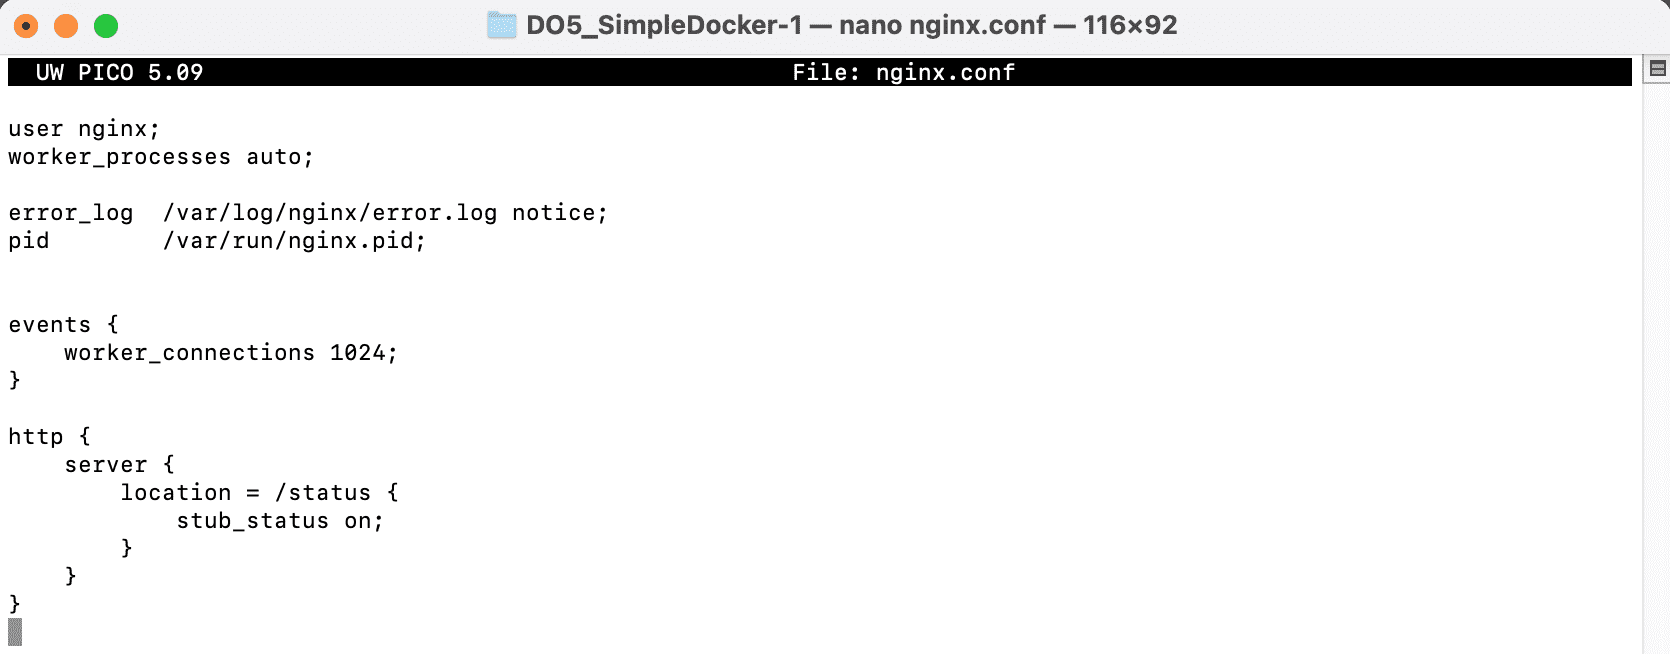 DO5_SimpleDocker-1 — nano nginx.conf — 116×92
UW PICO 5.09 File: nginx.conf
user nginx;
worker_processes auto;
error_log  /var/log/nginx/error.log notice;
pid        /var/run/nginx.pid;
events {
    worker_connections 1024;
}
http {
    server {
        location = /status {
            stub_status on;
        }
    }
}